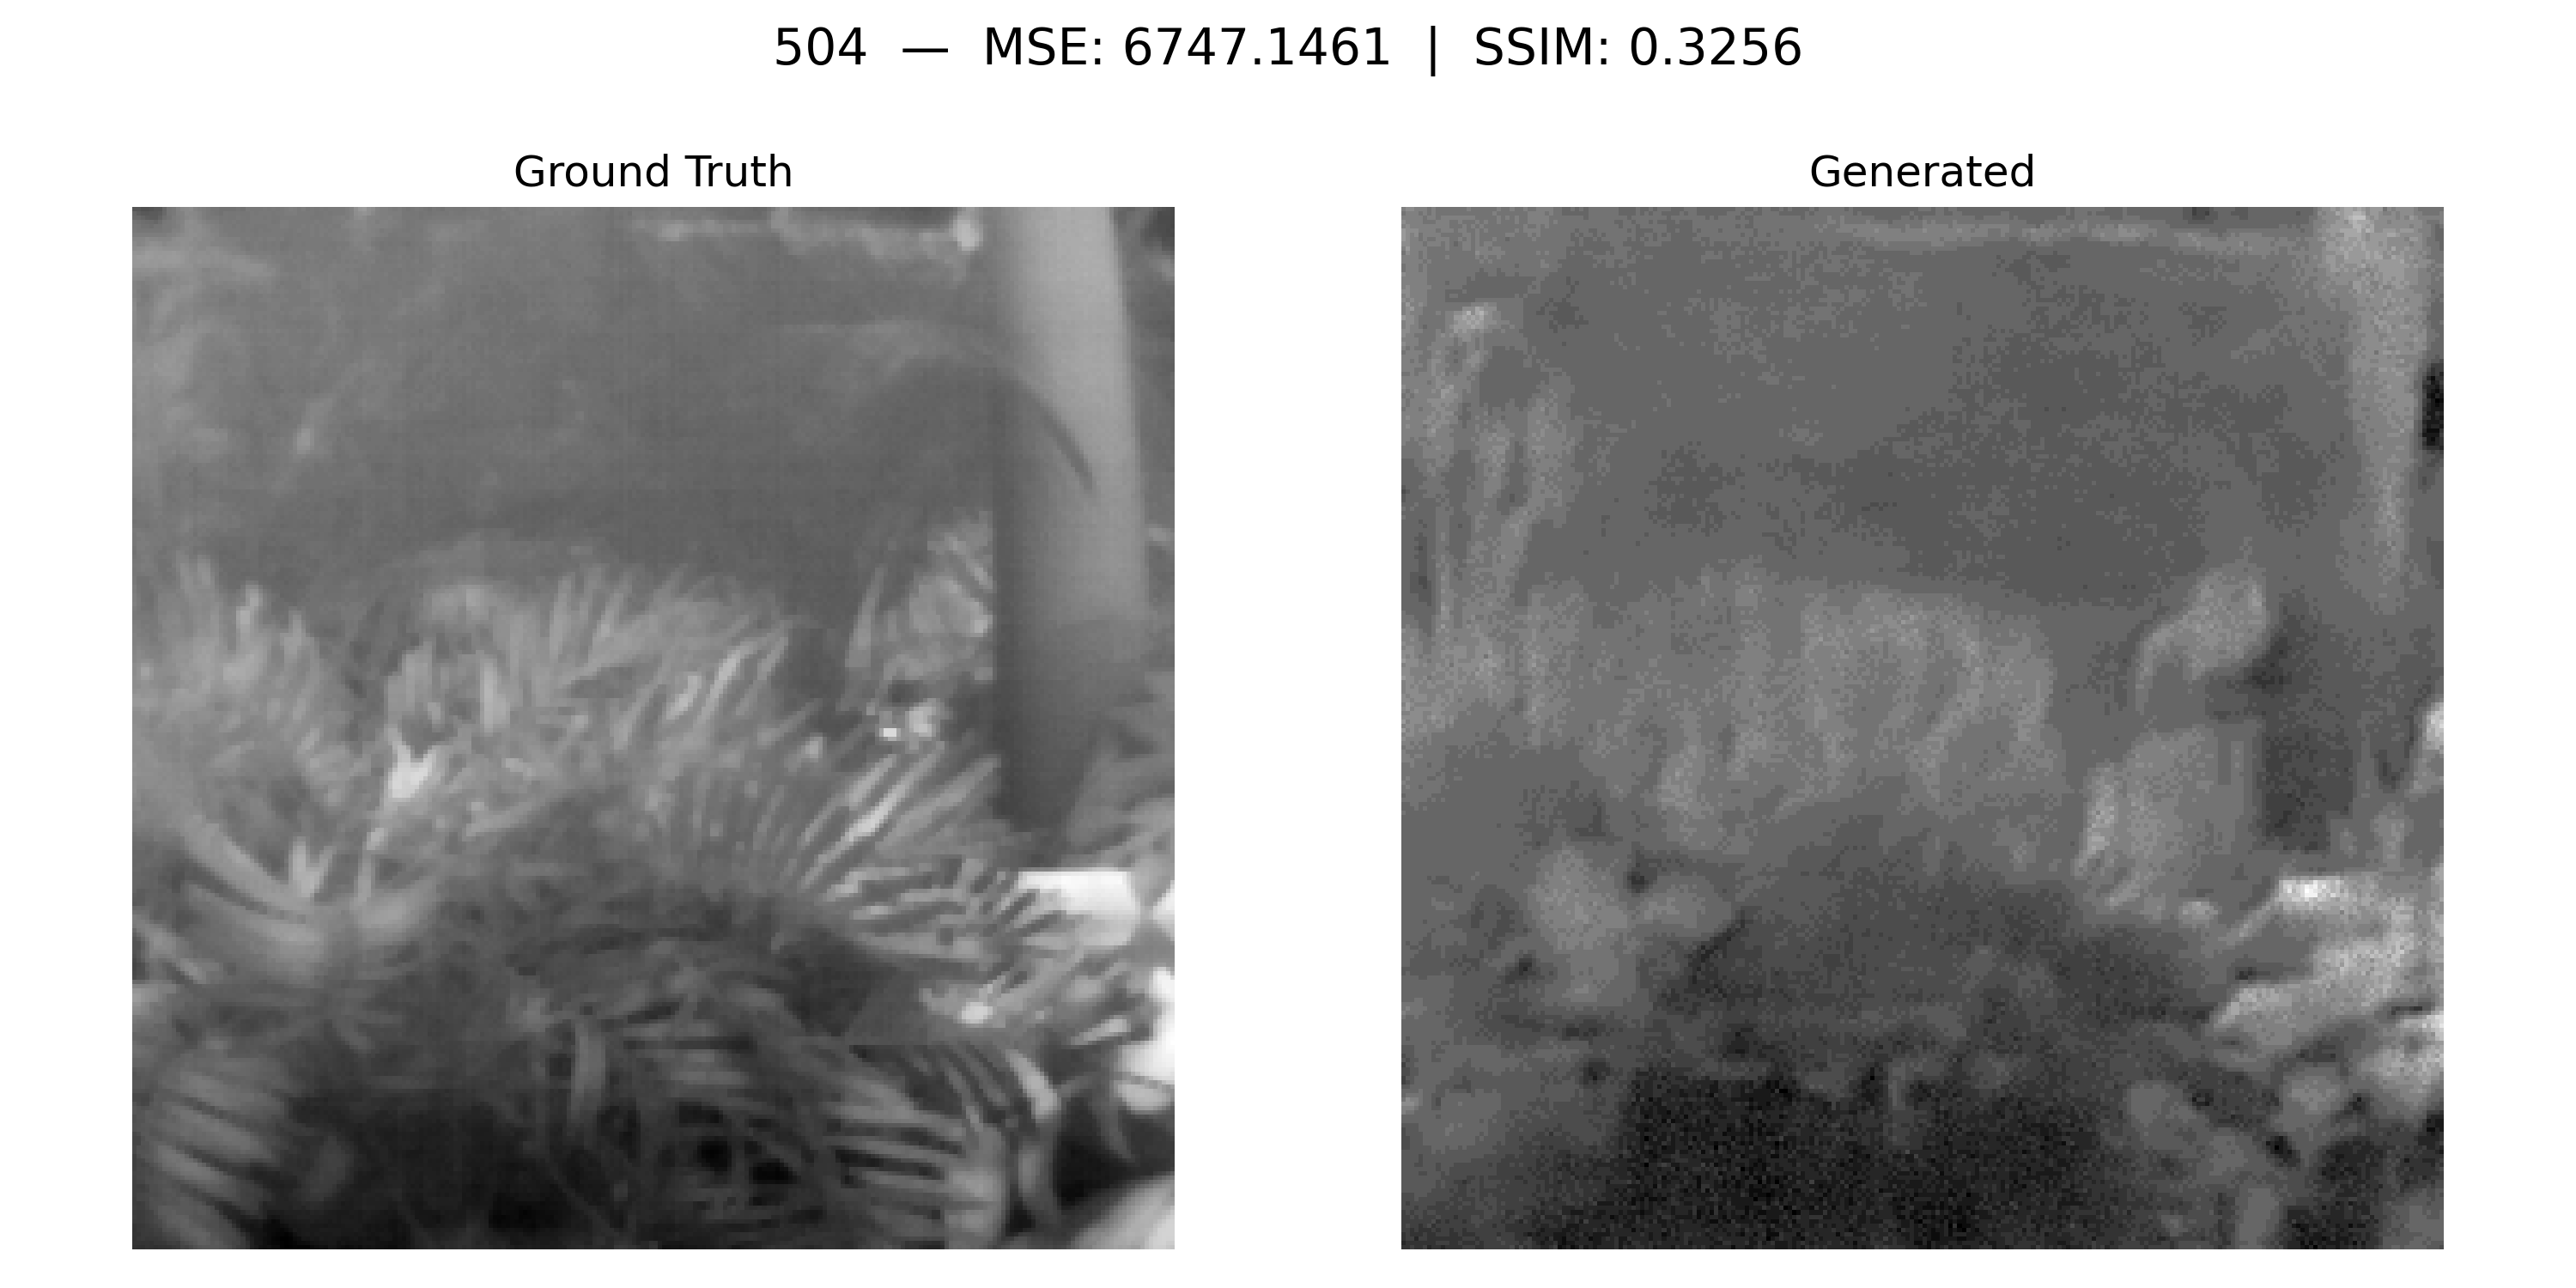 504 — MSE: 6747.1461 | SSIM: 0.3256
Ground Truth
Generated